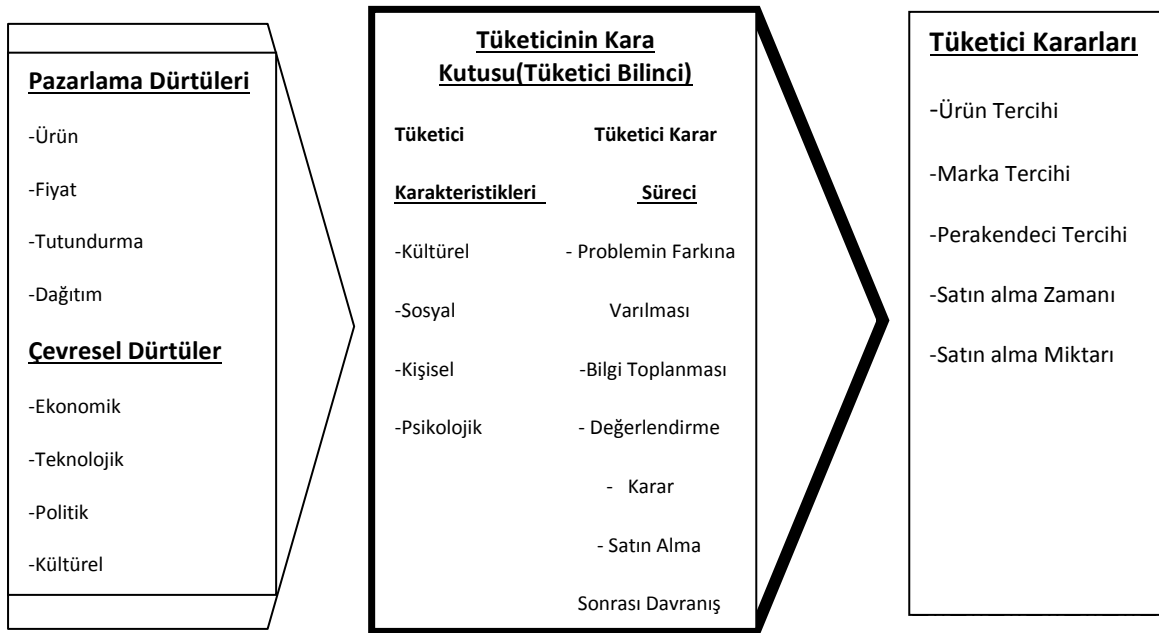 Pazarlama Dürtüleri
-Ürün
-Fiyat
-Tutundurma
-Dağıtım
Çevresel Dürtüler
-Ekonomik
-Teknolojik
-Politik
-Kültürel
Tüketicinin Kara
Kutusu(Tüketici Bilinci)
Tüketici
Karakteristikleri
-Kültürel
-Sosyal
-Kişisel
-Psikolojik
Tüketici Karar
Süreci
- Problemin Farkına
Varılması
-Bilgi Toplanması
- Değerlendirme
- Karar
- Satın Alma
Sonrası Davranış
Tüketici Kararları
-Ürün Tercihi
-Marka Tercihi
-Perakendeci Tercihi
-Satın alma Zamanı
-Satın alma Miktarı